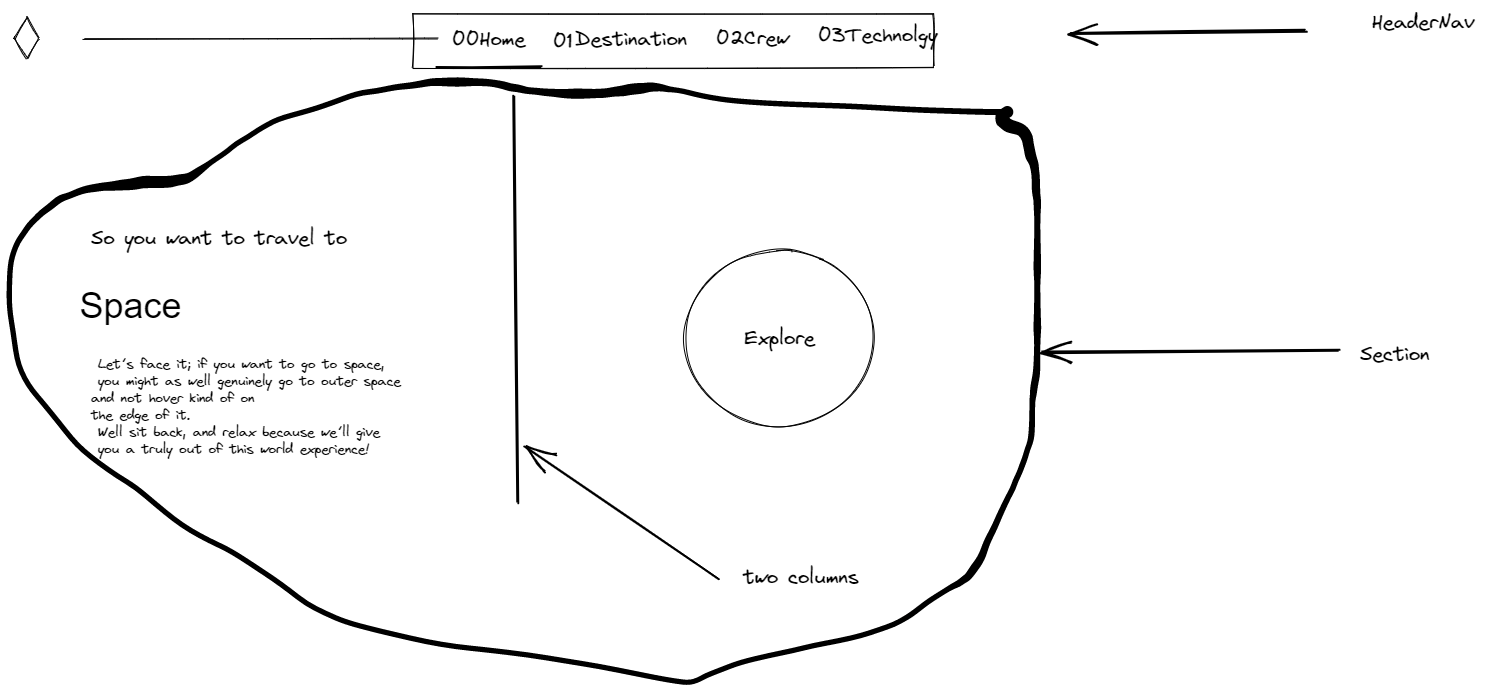 00Home 01Destination 02Crew 03Technolgy
HeaderNav
So you want to travel to
Space
Let's face it; if you want to go to space,
you might as well genuinely go to outer space
and not hover kind of on
the edge of it.
Well sit back, and relax because we'll give
you a truly out of this world experience!
Explore
Section
two columns